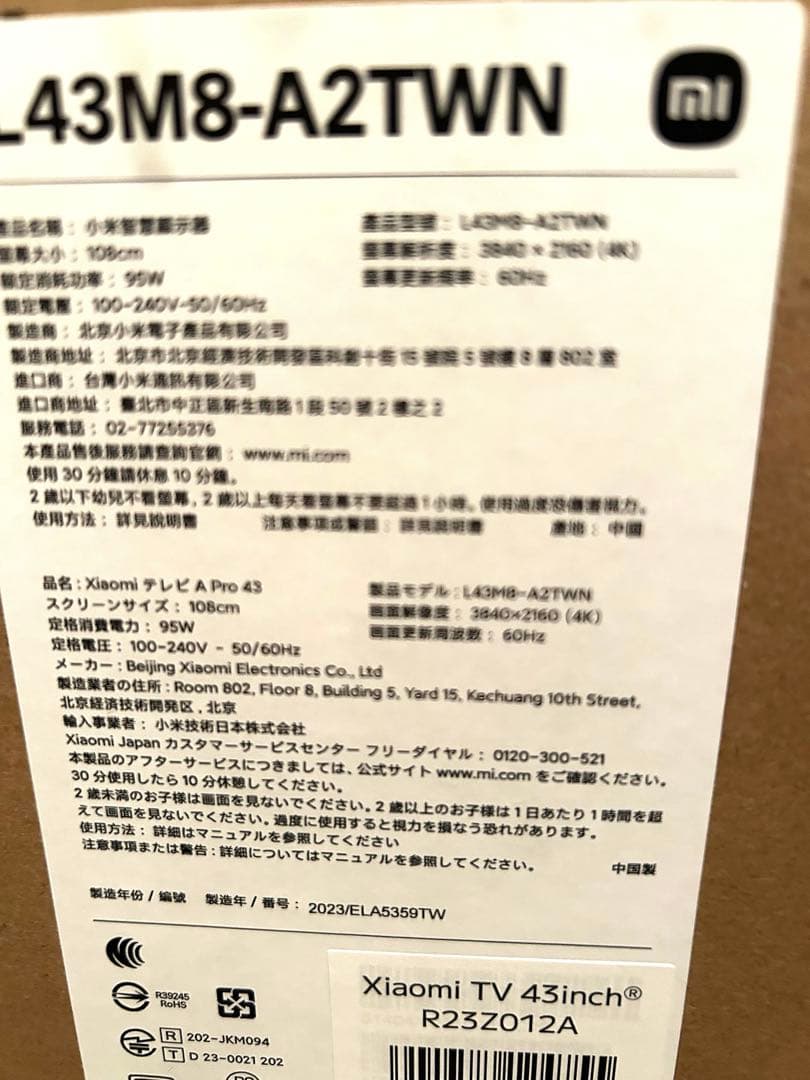 L43M8-A2TWN
mi
產品名稱：小米智慧顯示器
產品型號：L43M8-A2TWN
螢幕大小：108cm
螢幕解析度：3840 × 2160 (4K)
額定消耗功率：95W
螢幕更新頻率：60Hz
額定電壓：100-240V-50/60Hz
製造商：北京小米電子產品有限公司
製造商地址：北京市北京經濟技術開發區科創十街 15 號院 5 號樓 8 層 802 室
進口商：台灣小米通訊有限公司
進口商地址：臺北市中正區新生南路 1 段 50 號 2 樓之 2
服務電話：02-77255376
本產品售後服務請查詢官網：www.mi.com
使用 30 分鐘請休息 10 分鐘。
2 歲以下幼兒不看螢幕，2 歲以上每天看螢幕不要超過 1 小時。使用過度恐傷害視力。
使用方法：詳見說明書
注意事項或警語：詳見說明書
產地：中國
品名：Xiaomi テレビ A Pro 43
製品モデル：L43M8-A2TWN
スクリーンサイズ：108cm
画面解像度：3840×2160 (4K)
定格消費電力：95W
画面更新周波数：60Hz
定格電圧：100-240V - 50/60Hz
メーカー：Beijing Xiaomi Electronics Co., Ltd
製造業者の住所：Room 802, Floor 8, Building 5, Yard 15, Kechuang 10th Street,
北京経済技術開発区，北京
輸入事業者：小米技術日本株式会社
Xiaomi Japan カスタマーサービスセンター フリーダイヤル：0120-300-521
本製品のアフターサービスにつきましては、公式サイト www.mi.com をご確認ください。
30 分使用したら 10 分休憩してください。
2 歳未満のお子様は画面を見ないでください。2 歳以上のお子様は 1 日あたり 1 時間を超
えて画面を見ないでください。過度に使用すると視力を損なう恐れがあります。
使用方法：詳細はマニュアルを参照してください
注意事項または警告：詳細についてはマニュアルを参照してください。
中国製
製造年份 / 編號 製造年 / 番号：2023/ELA5359TW
R39245
RoHS
R 202-JKM094
T D 23-0021 202
Xiaomi TV 43inch®
R23Z012A